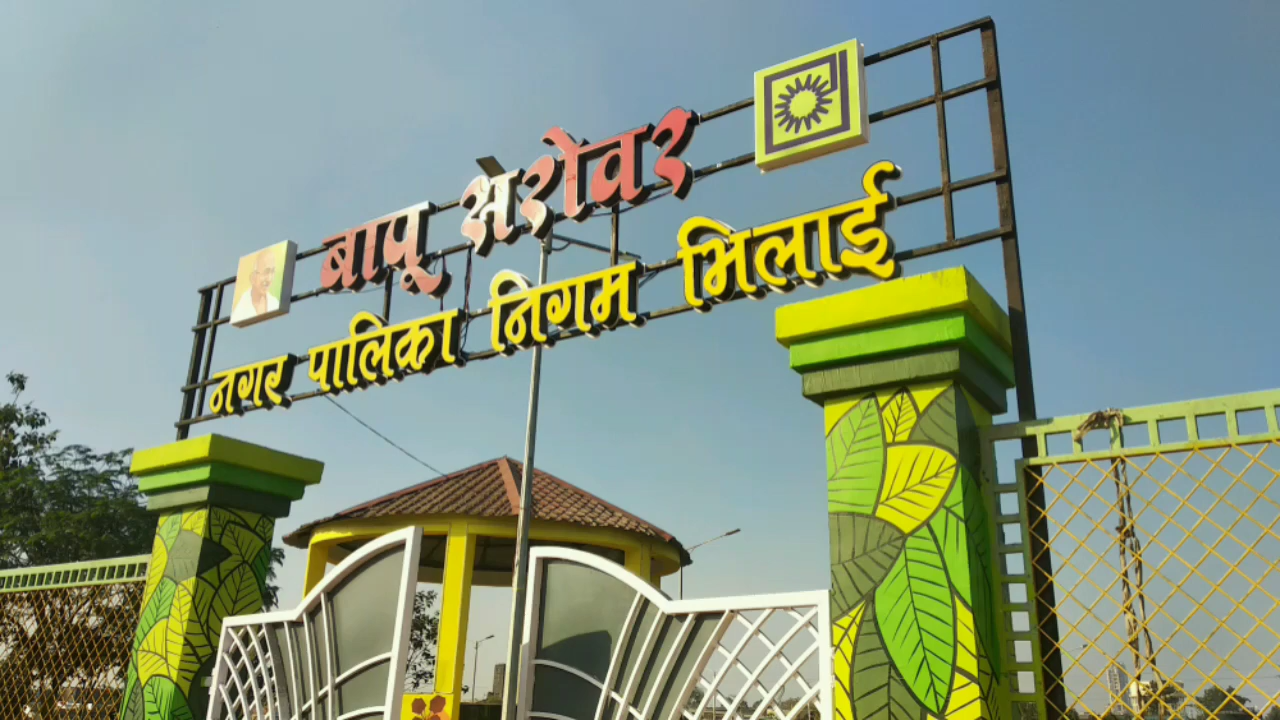 बापू सरोवर
नगर पालिका निगम भिलाई